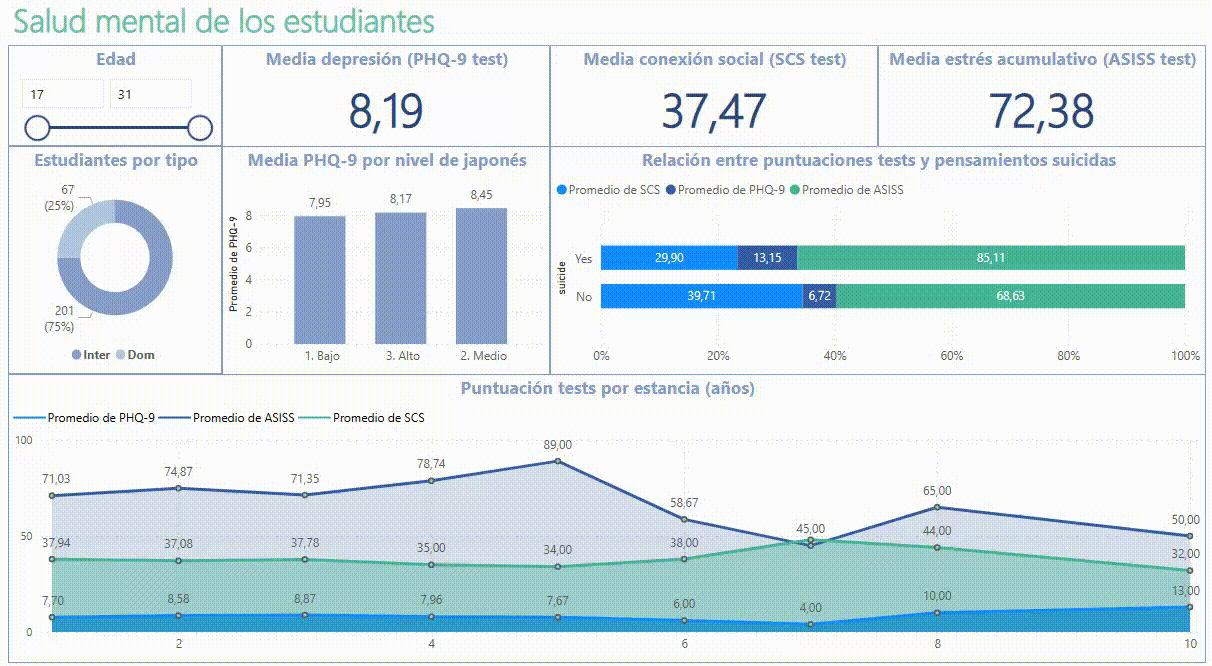 Salud mental de los estudiantes
Edad
17
31
Media depresión (PHQ-9 test)
8,19
Media conexión social (SCS test)
37,47
Media estrés acumulativo (ASISS test)
72,38
Estudiantes por tipo
67
(25%)
201
(75%)
Inter Dom
Media PHQ-9 por nivel de japonés
Promedio de PHQ-9
8
6
4
2
0
7,95
8,17
8,45
1. Bajo
3. Alto
2. Medio
Relación entre puntuaciones tests y pensamientos suicidas
Promedio de SCS Promedio de PHQ-9 Promedio de ASISS
suicide
Yes
29,90 13,15 85,11
No
39,71 6,72 68,63
0% 20% 40% 60% 80% 100%
Puntuación tests por estancia (años)
Promedio de PHQ-9 Promedio de ASISS Promedio de SCS
100
50
0
71,03 74,87 71,35 78,74 89,00 58,67 45,00 65,00 50,00
37,94 37,08 37,78 35,00 34,00 38,00 44,00 32,00
7,70 8,58 8,87 7,96 7,67 6,00 4,00 10,00 13,00
2 4 6 8 10